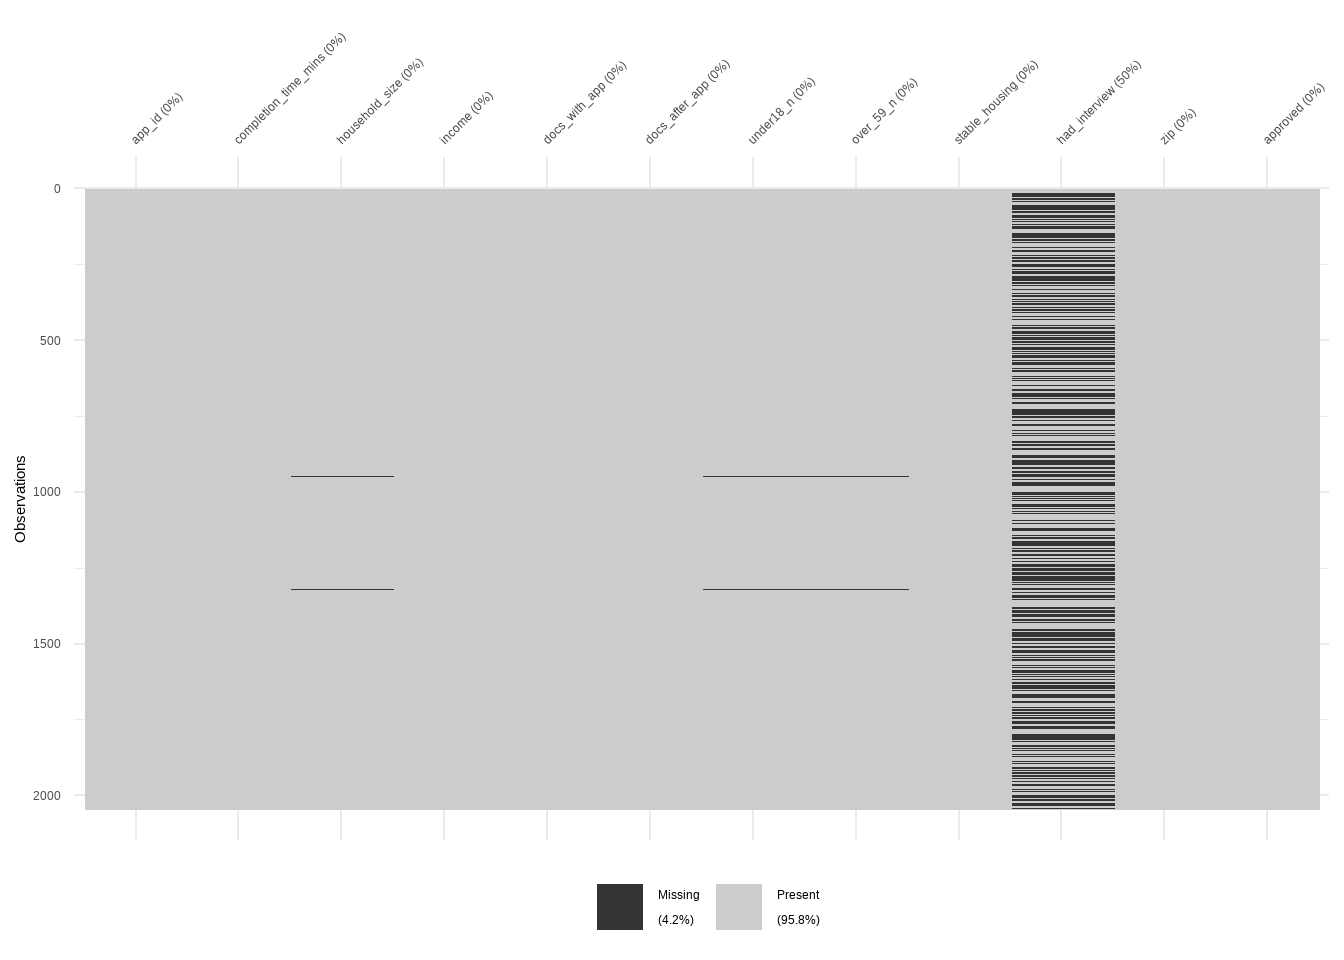 app_id (0%)
completion_time_mins (0%)
household_size (0%)
income (0%)
docs_with_app (0%)
docs_after_app (0%)
under18_n (0%)
over_59_n (0%)
stable_housing (0%)
had_interview (50%)
zip (0%)
approved (0%)
0
500
1000
1500
2000
Observations
Missing
(4.2%)
Present
(95.8%)